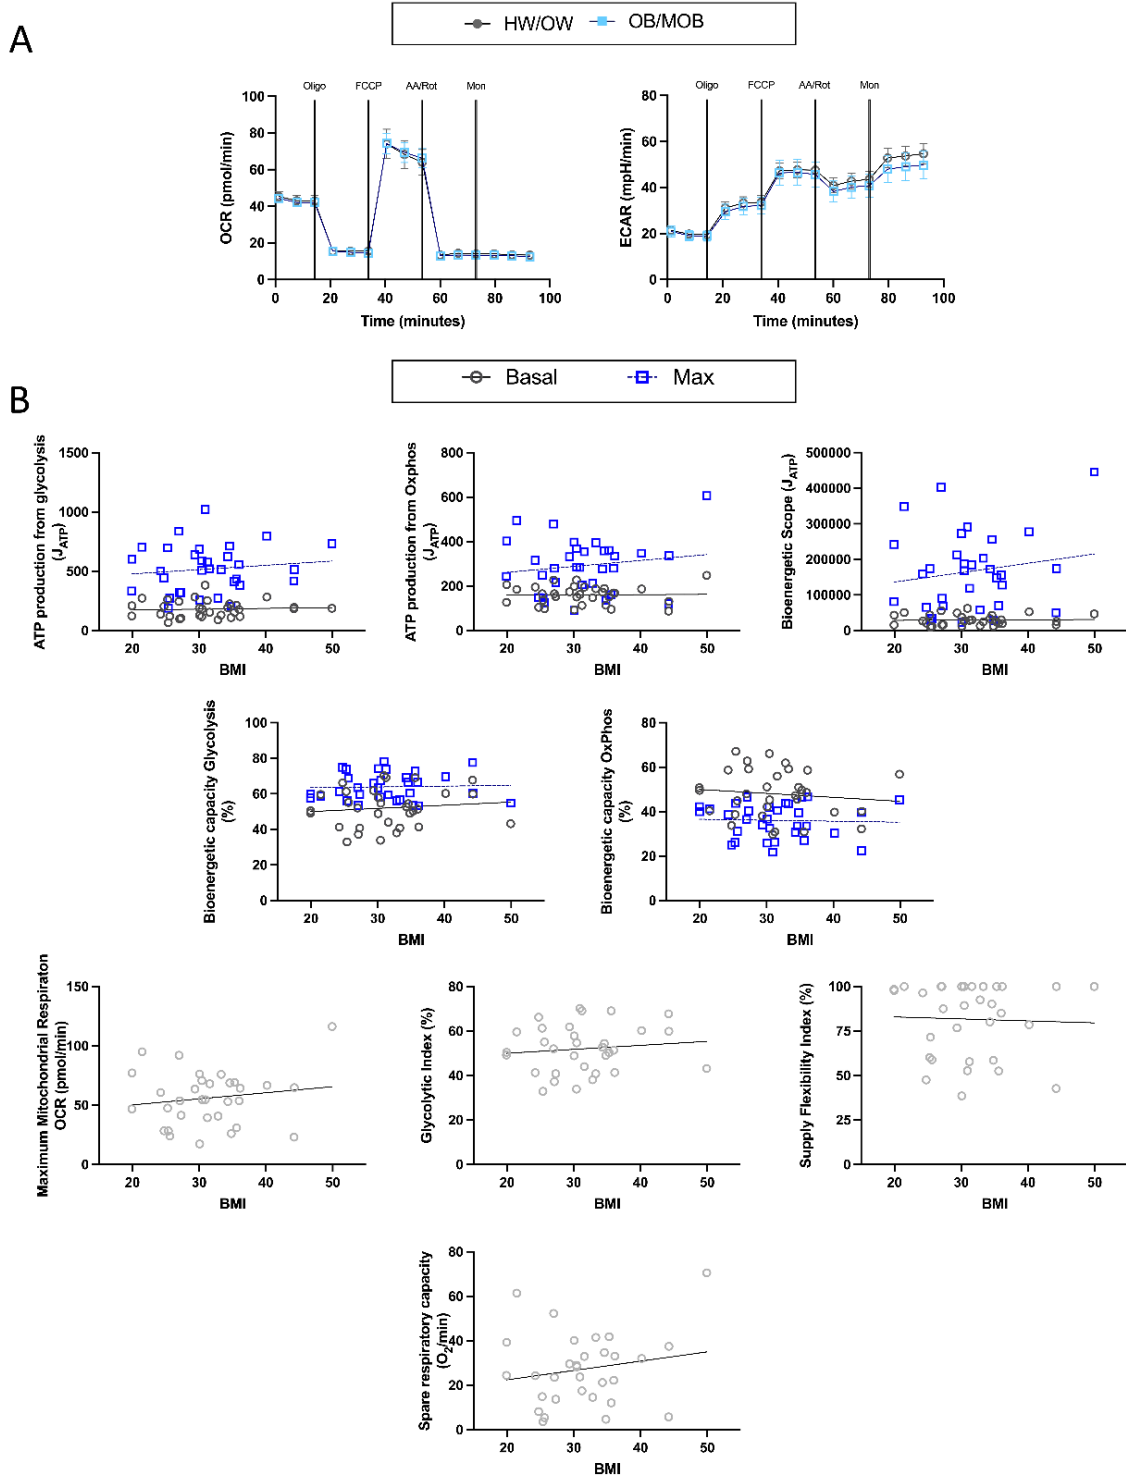 A
HW/OW OB/MOB
Oligo FCCP AA/Rot Mon
OCR (pmol/min)
100
80
60
40
20
0
0 20 40 60 80 100
Time (minutes)
Oligo FCCP AA/Rot Mon
ECAR (mpH/min)
80
60
40
20
0
0 20 40 60 80 100
Time (minutes)
Basal Max
B
ATP production from glycolysis
(JATP)
1500
1000
500
0
20 30 40 50
BMI
ATP production from Oxphos
(JATP)
800
600
400
200
0
20 30 40 50
BMI
Bioenergetic Scope (JATP)
500000
400000
300000
200000
100000
0
20 30 40 50
BMI
Bioenergetic capacity Glycolysis
(%)
100
80
60
40
20
0
20 30 40 50
BMI
Bioenergetic capacity OxPhos
(%)
80
60
40
20
0
20 30 40 50
BMI
Maximum Mitochondrial Respiraton
OCR (pmol/min)
150
100
50
0
20 30 40 50
BMI
Glycolytic Index (%)
80
60
40
20
0
20 30 40 50
BMI
Supply Flexibility Index (%)
100
75
50
25
0
20 30 40 50
BMI
Spare respiratory capacity
(O2/min)
80
60
40
20
0
20 30 40 50
BMI